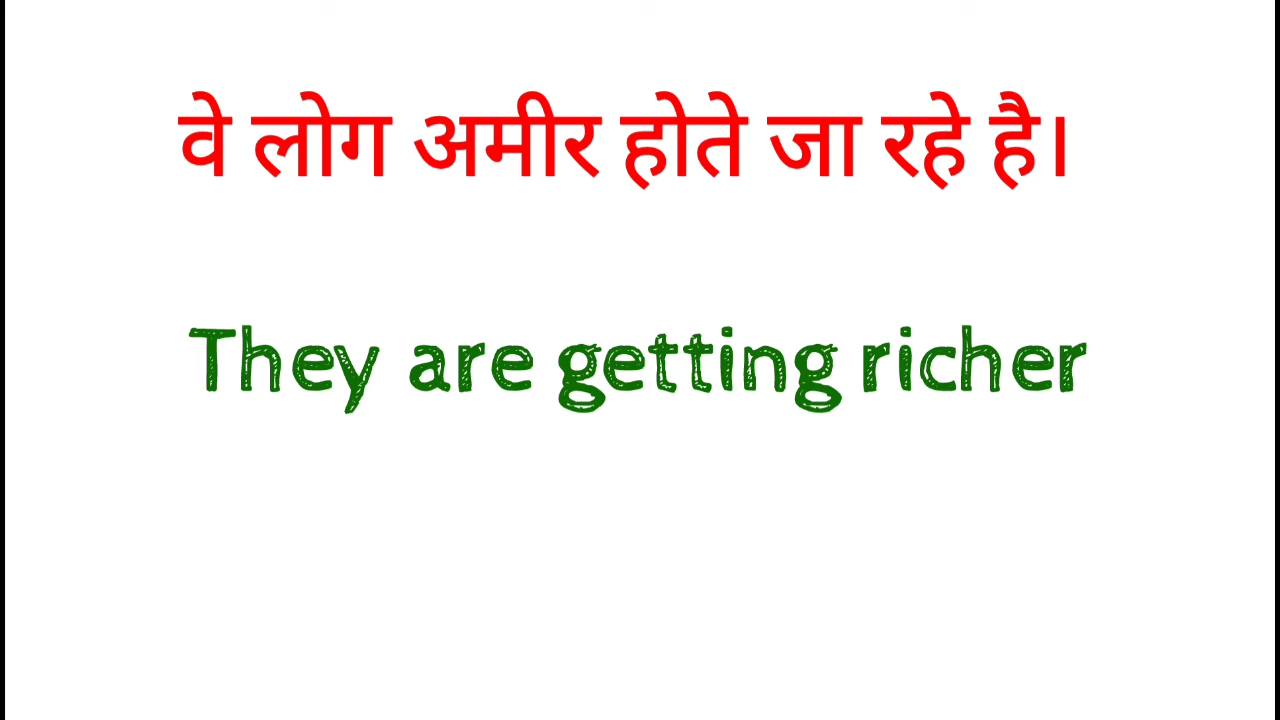 वे लोग अमीर होते जा रहे है।
They are getting richer